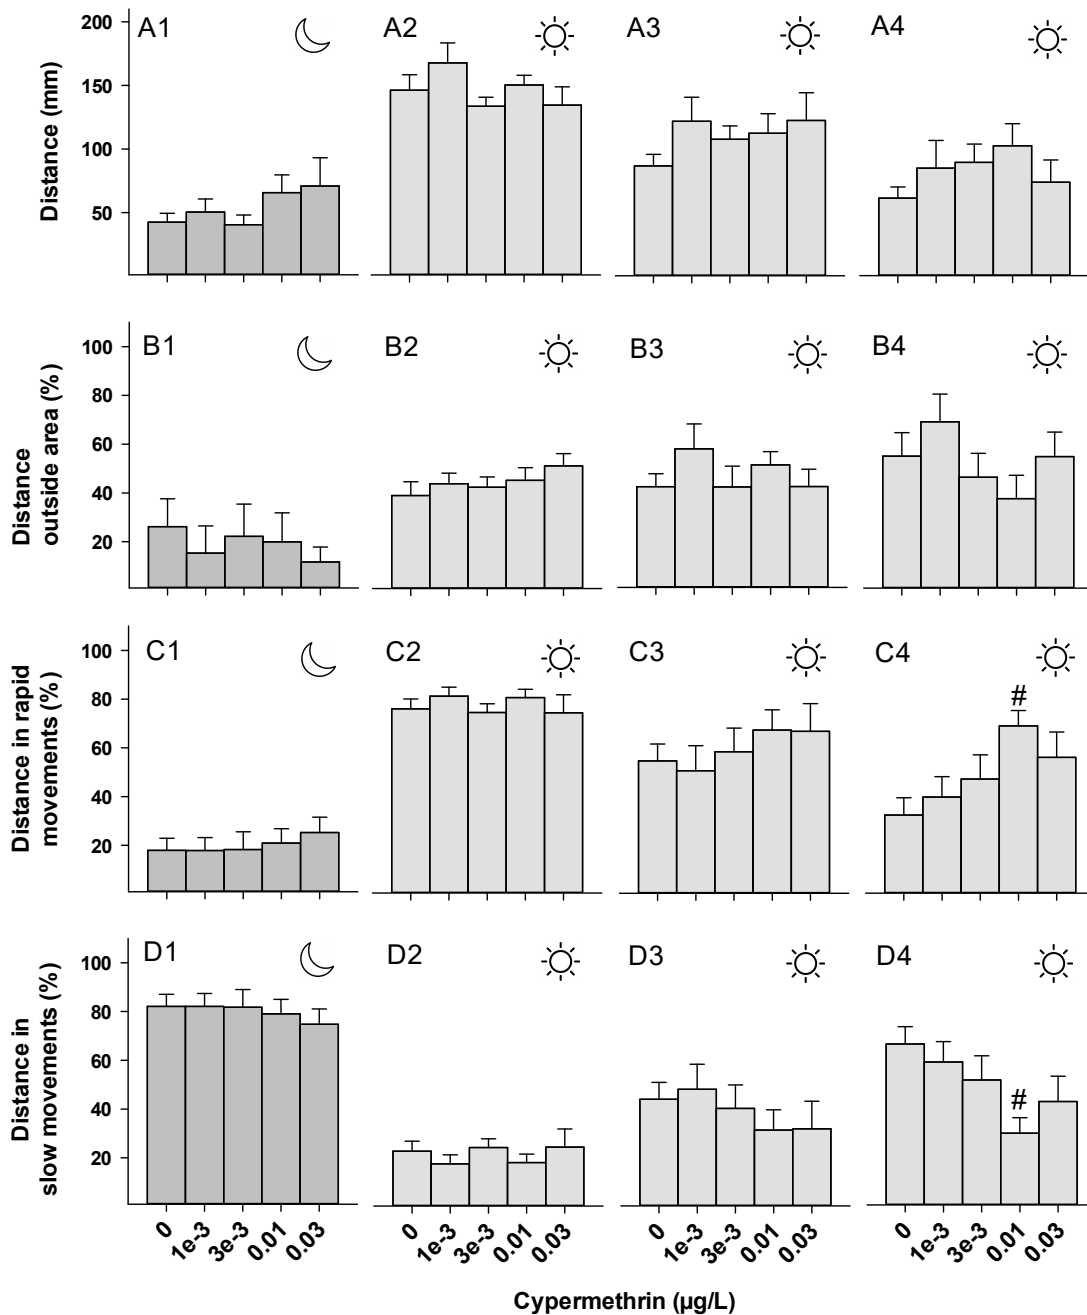 A1 A2 A3 A4
200
150
100
50
Distance (mm)
B1 B2 B3 B4
100
80
60
40
20
Distance
outside area (%)
C1 C2 C3 C4
100
80
60
40
20
#
Distance in rapid
movements (%)
D1 D2 D3 D4
100
80
60
40
20
#
Distance in
slow movements (%)
0 1e-3 3e-3 0.01 0.03 0 1e-3 3e-3 0.01 0.03 0 1e-3 3e-3 0.01 0.03 0 1e-3 3e-3 0.01 0.03
Cypermethrin (µg/L)